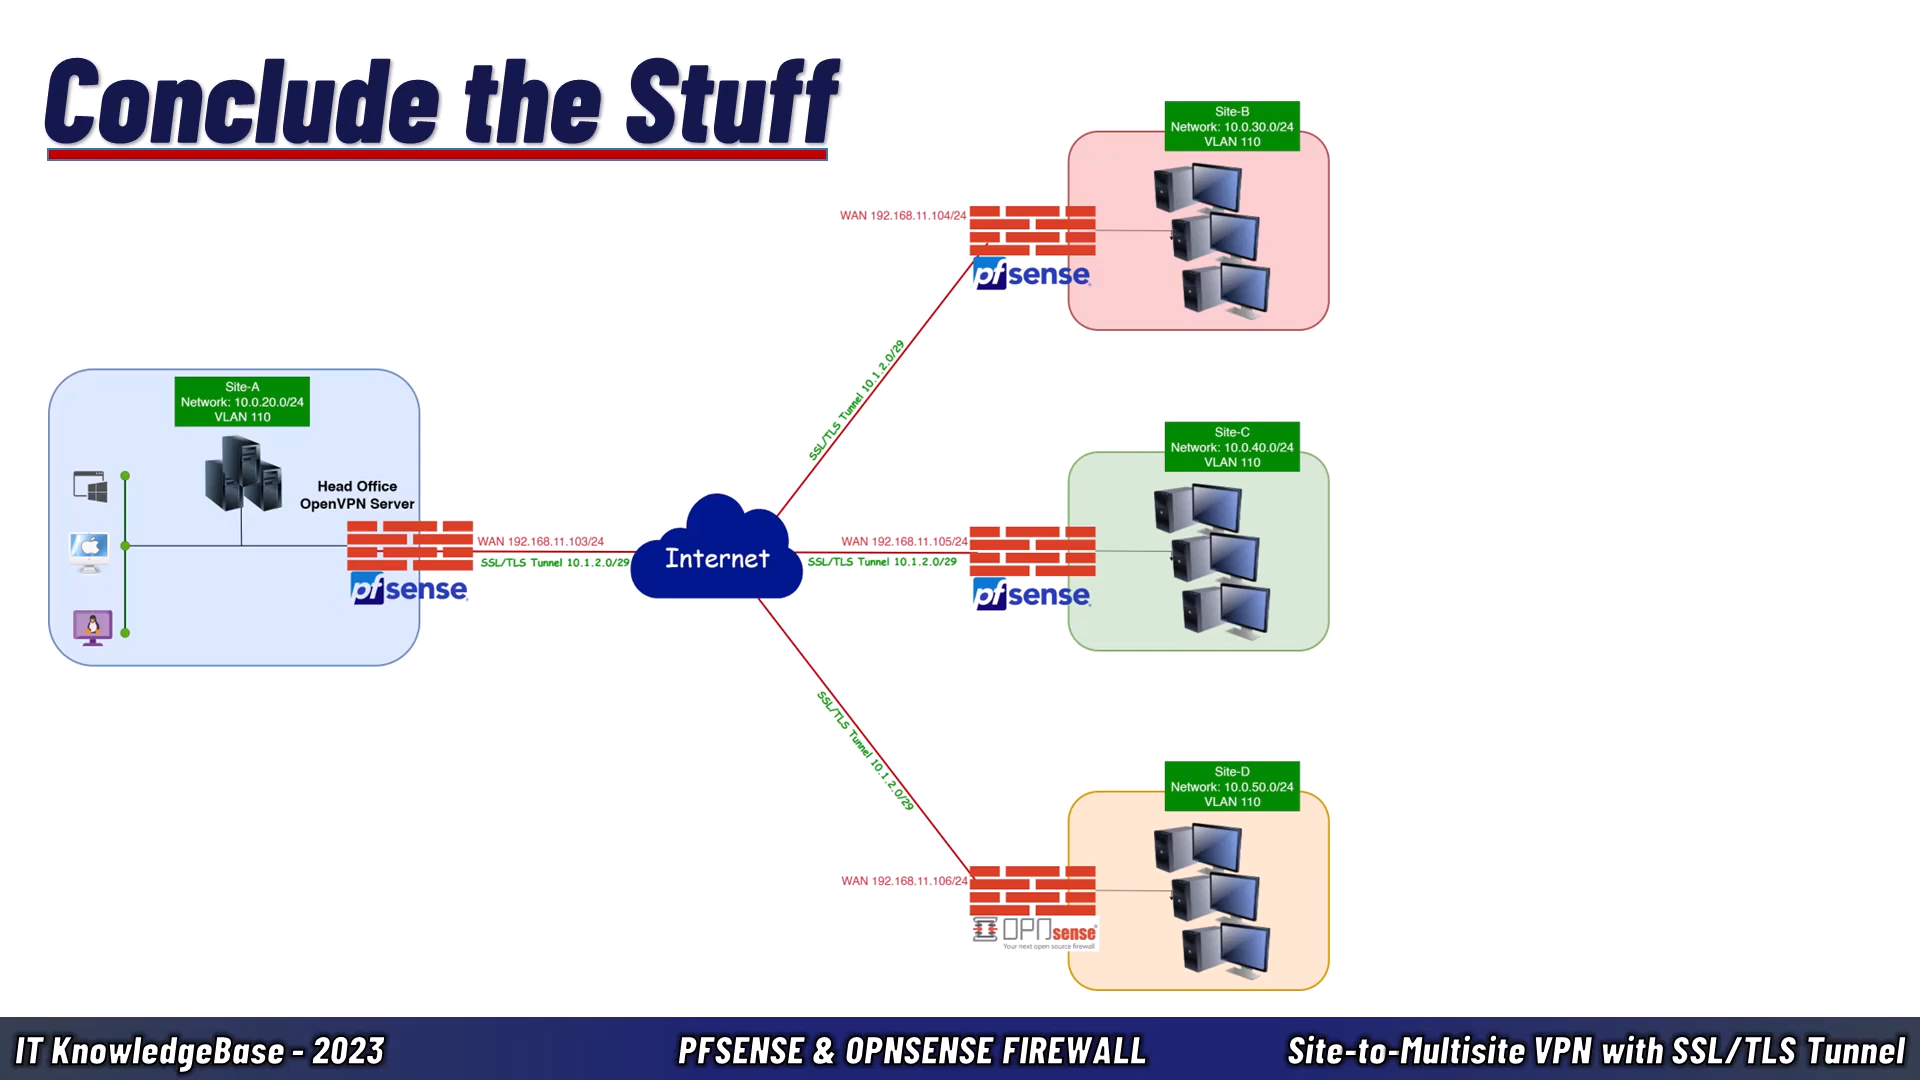 Conclude the Stuff
Site-B
Network: 10.0.30.0/24
VLAN 110
WAN 192.168.11.104/24
pfsense
SSL/TLS Tunnel 10.1.2.0/29
Site-A
Network: 10.0.20.0/24
VLAN 110
Head Office
OpenVPN Server
WAN 192.168.11.103/24
SSL/TLS Tunnel 10.1.2.0/29
pfsense
Internet
Site-C
Network: 10.0.40.0/24
VLAN 110
WAN 192.168.11.105/24
SSL/TLS Tunnel 10.1.2.0/29
pfsense
SSL/TLS Tunnel 10.1.2.0/29
Site-D
Network: 10.0.50.0/24
VLAN 110
WAN 192.168.11.106/24
OPNsense
Your next open source firewall
IT KnowledgeBase - 2023
PFSENSE & OPNSENSE FIREWALL
Site-to-Multisite VPN with SSL/TLS Tunnel